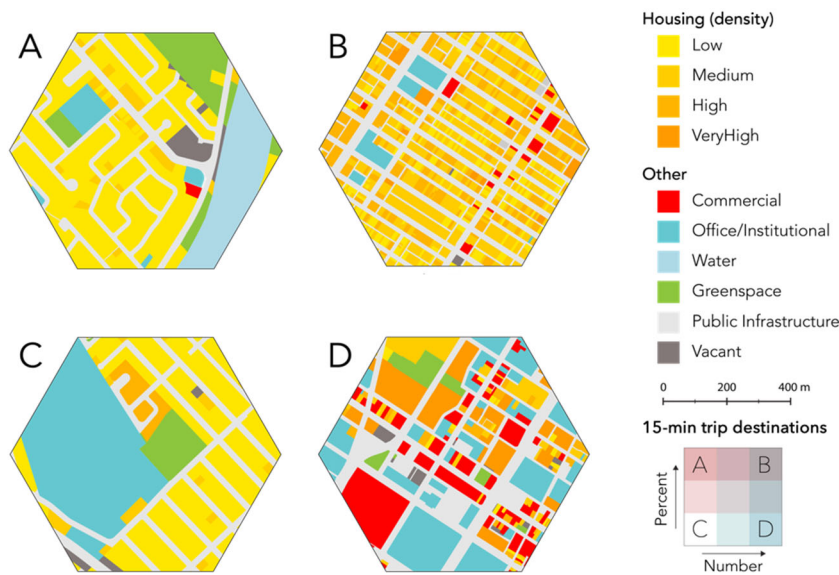 A
B
C
D
Housing (density)
Low
Medium
High
VeryHigh
Other
Commercial
Office/Institutional
Water
Greenspace
Public Infrastructure
Vacant
0 200 400 m
15-min trip destinations
Percent
A B
C D
Number